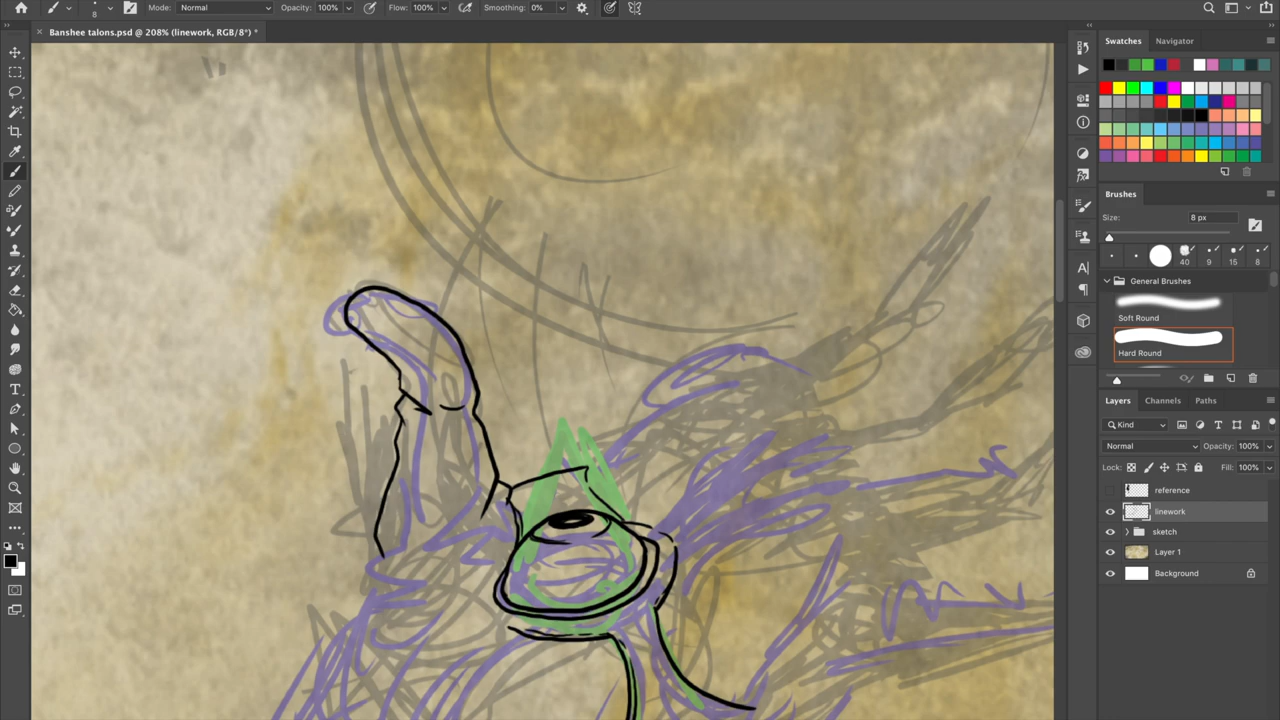 8 Mode: Normal Opacity: 100% Flow: 100% Smoothing: 0%
× Banshee talons.psd @ 208% (linework, RGB/8*) *
Swatches Navigator
Brushes
Size: 8 px
40 9 15 8
General Brushes
Soft Round
Hard Round
Layers Channels Paths
Kind
Normal Opacity: 100%
Lock: Fill: 100%
reference
linework
sketch
Layer 1
Background